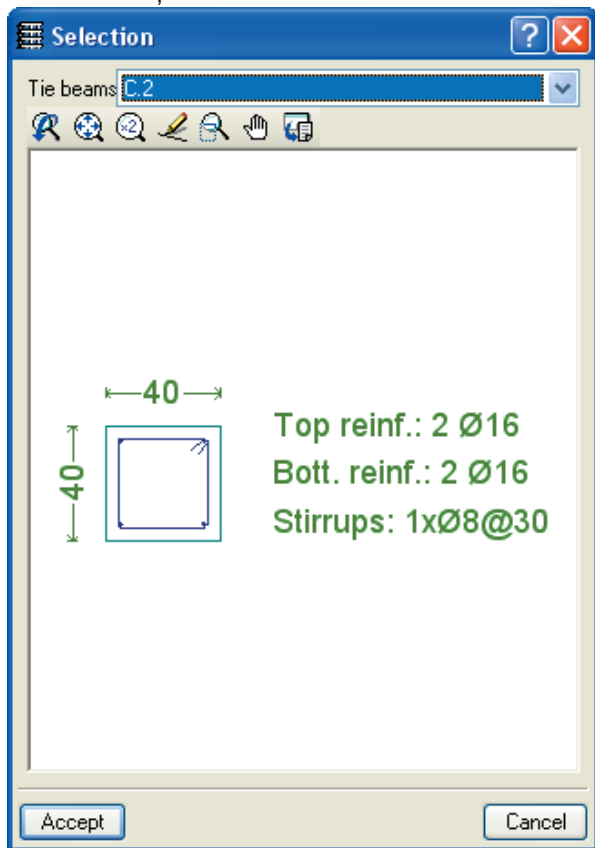 Selection
Tie beams C.2
x2
40
40
Top reinf.: 2 Ø16
Bott. reinf.: 2 Ø16
Stirrups: 1xØ8@30
Accept
Cancel